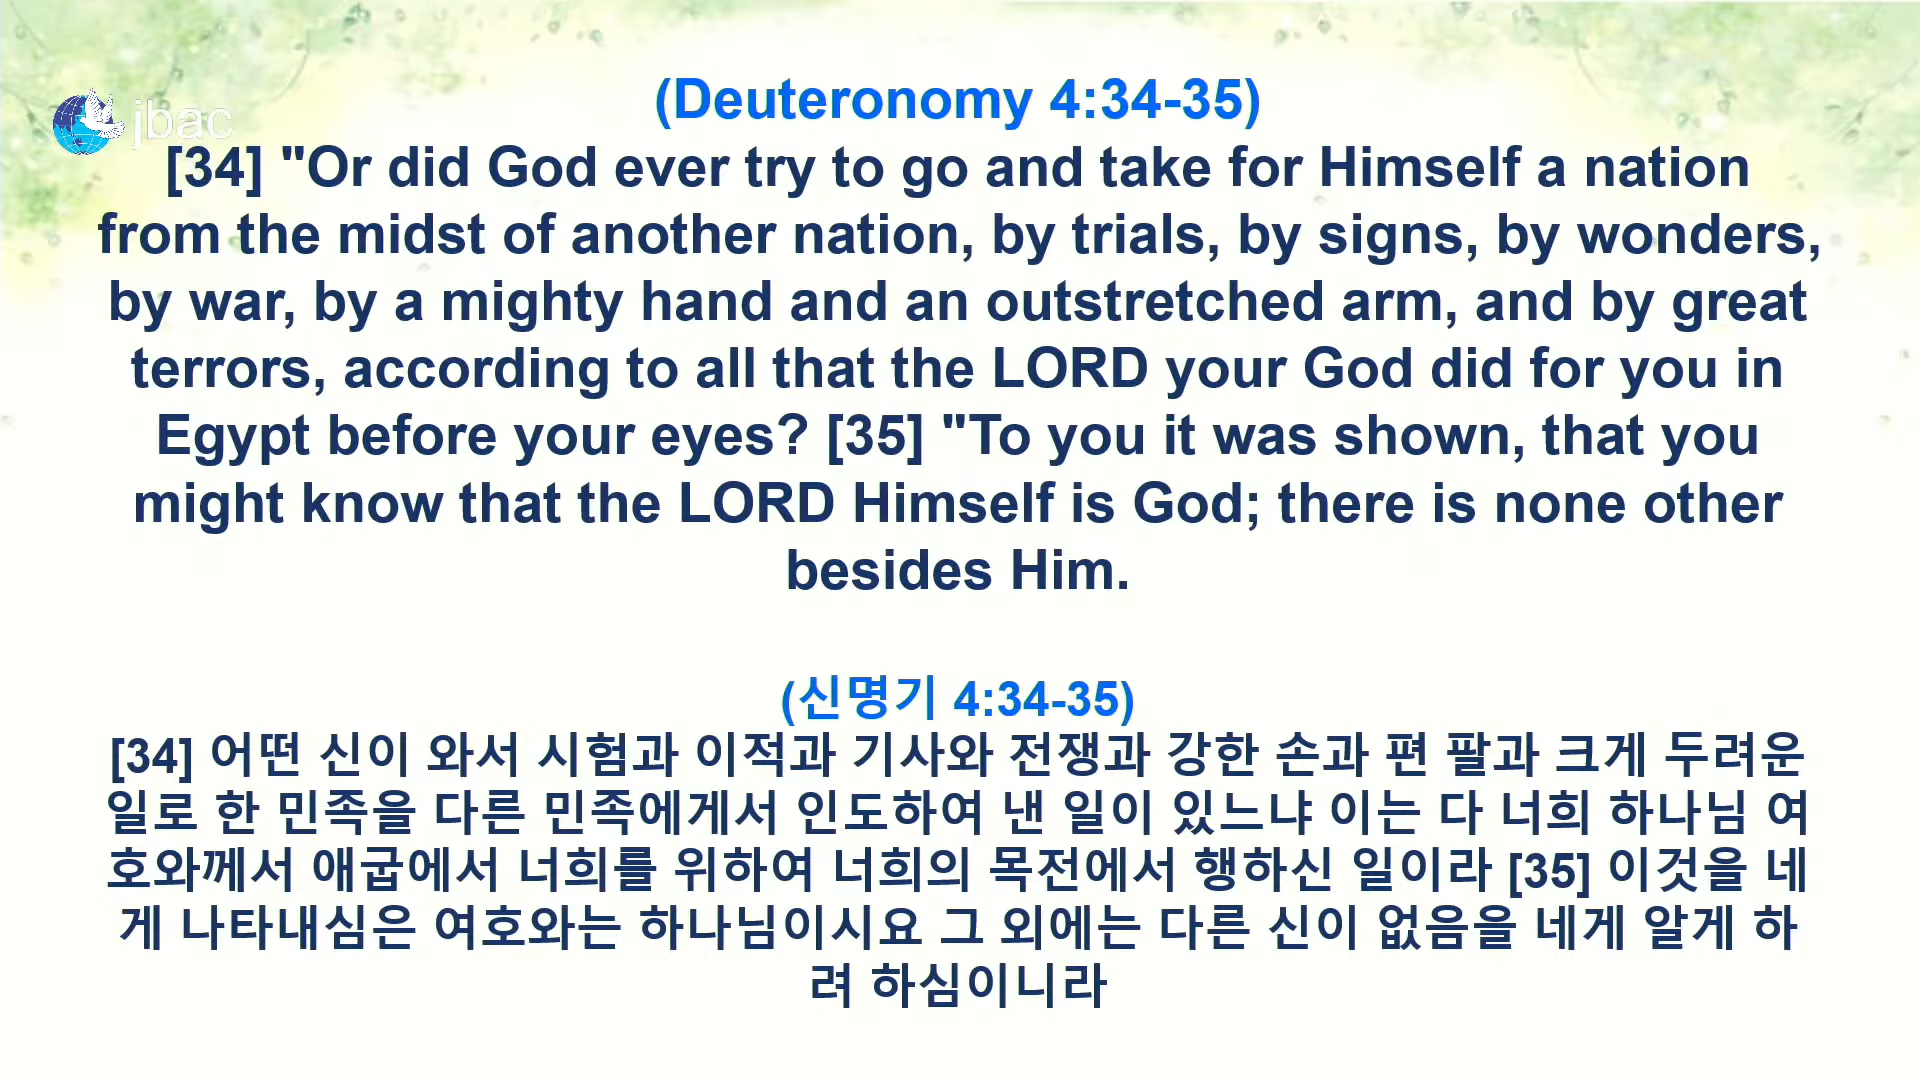 (Deuteronomy 4:34-35)
jbac
[34] "Or did God ever try to go and take for Himself a nation
from the midst of another nation, by trials, by signs, by wonders,
by war, by a mighty hand and an outstretched arm, and by great
terrors, according to all that the LORD your God did for you in
Egypt before your eyes? [35] "To you it was shown, that you
might know that the LORD Himself is God; there is none other
besides Him.
(신명기 4:34-35)
[34] 어떤 신이 와서 시험과 이적과 기사와 전쟁과 강한 손과 편 팔과 크게 두려운
일로 한 민족을 다른 민족에게서 인도하여 낸 일이 있느냐 이는 다 너희 하나님 여
호와께서 애굽에서 너희를 위하여 너희의 목전에서 행하신 일이라 [35] 이것을 네
게 나타내심은 여호와는 하나님이시요 그 외에는 다른 신이 없음을 네게 알게 하
려 하심이니라